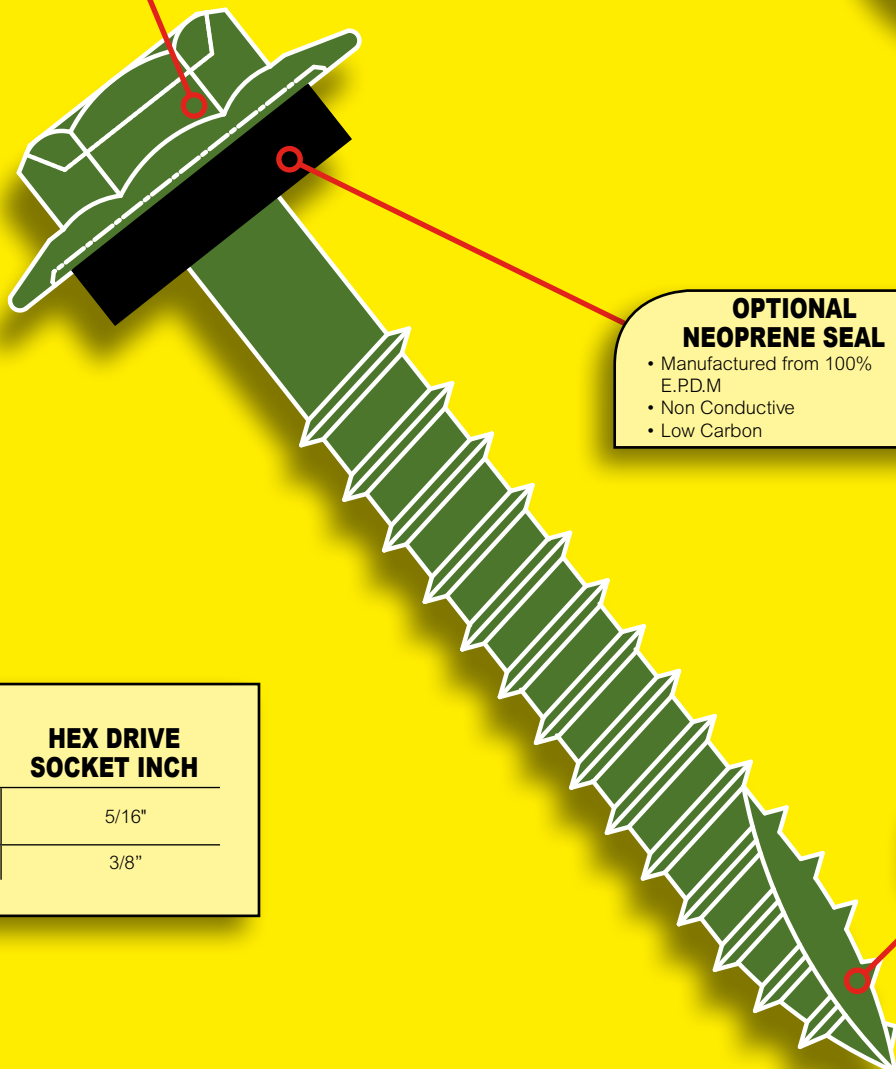 OPTIONAL
NEOPRENE SEAL
• Manufactured from 100%
E.P.D.M
• Non Conductive
• Low Carbon
HEX DRIVE
SOCKET INCH
5/16"
3/8”